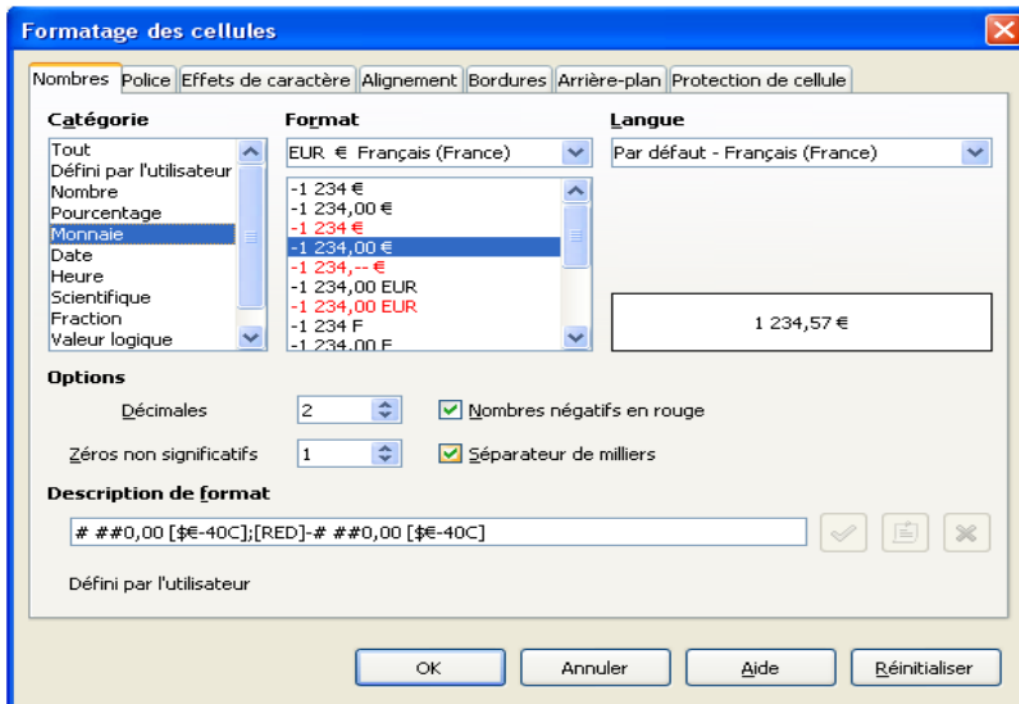 Formatage des cellules
Nombres Police Effets de caractère Alignement Bordures Arrière-plan Protection de cellule
Catégorie
Tout
Défini par l'utilisateur
Nombre
Pourcentage
Monnaie
Date
Heure
Scientifique
Fraction
Valeur logique
Format
EUR € Français (France)
-1 234 €
-1 234,00 €
-1 234 €
-1 234,00 €
-1 234,-- €
-1 234,00 EUR
-1 234,00 EUR
-1 234 F
-1 234,00 F
Langue
Par défaut - Français (France)
1 234,57 €
Options
Décimales 2 Nombres négatifs en rouge
Zéros non significatifs 1 Séparateur de milliers
Description de format
# ##0,00 [$€-40C];[RED]-# ##0,00 [$€-40C]
Défini par l'utilisateur
OK Annuler Aide Réinitialiser